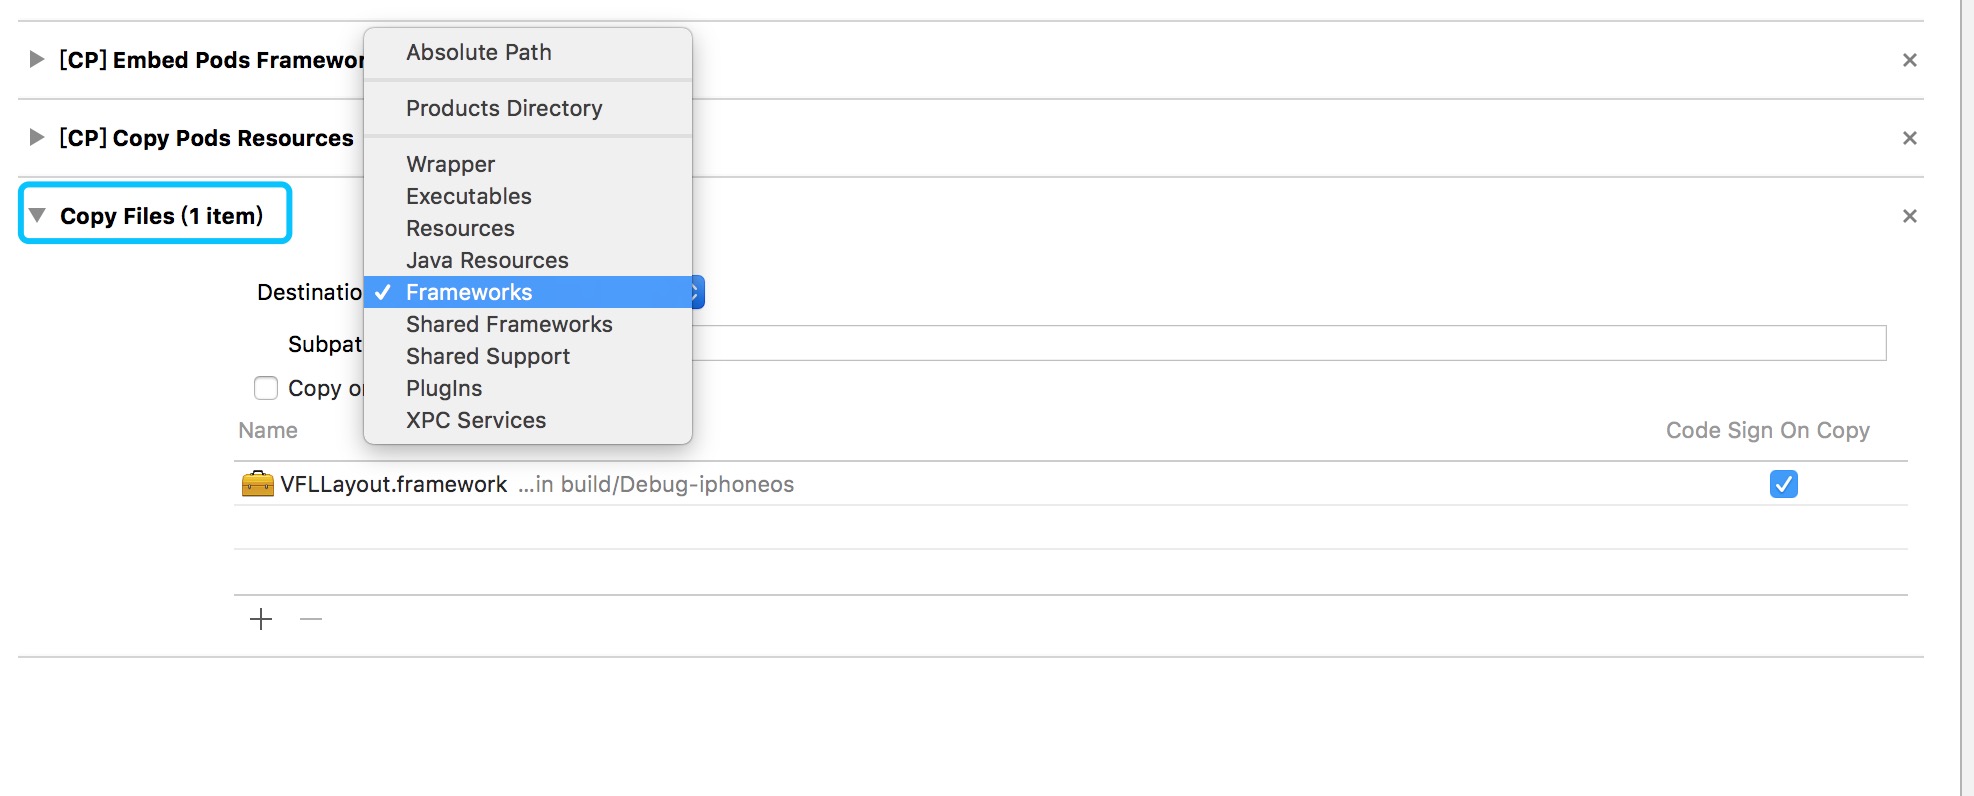 [CP] Embed Pods Framewor
[CP] Copy Pods Resources
Copy Files (1 item)
Absolute Path
Products Directory
Wrapper
Executables
Resources
Java Resources
Frameworks
Shared Frameworks
Shared Support
PlugIns
XPC Services
Destinatio
Subpat
Copy o
Name Code Sign On Copy
VFLLayout.framework ...in build/Debug-iphoneos